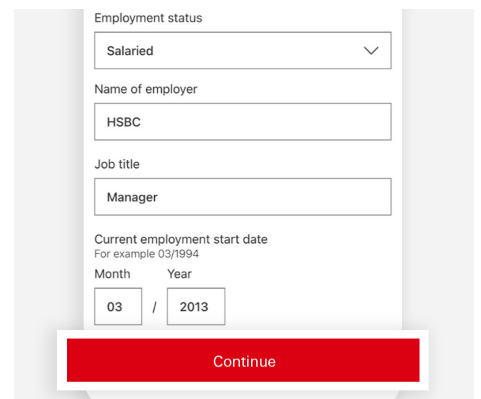 Employment status
Salaried
Name of employer
HSBC
Job title
Manager
Current employment start date
For example 03/1994
Month Year
03 / 2013
Continue